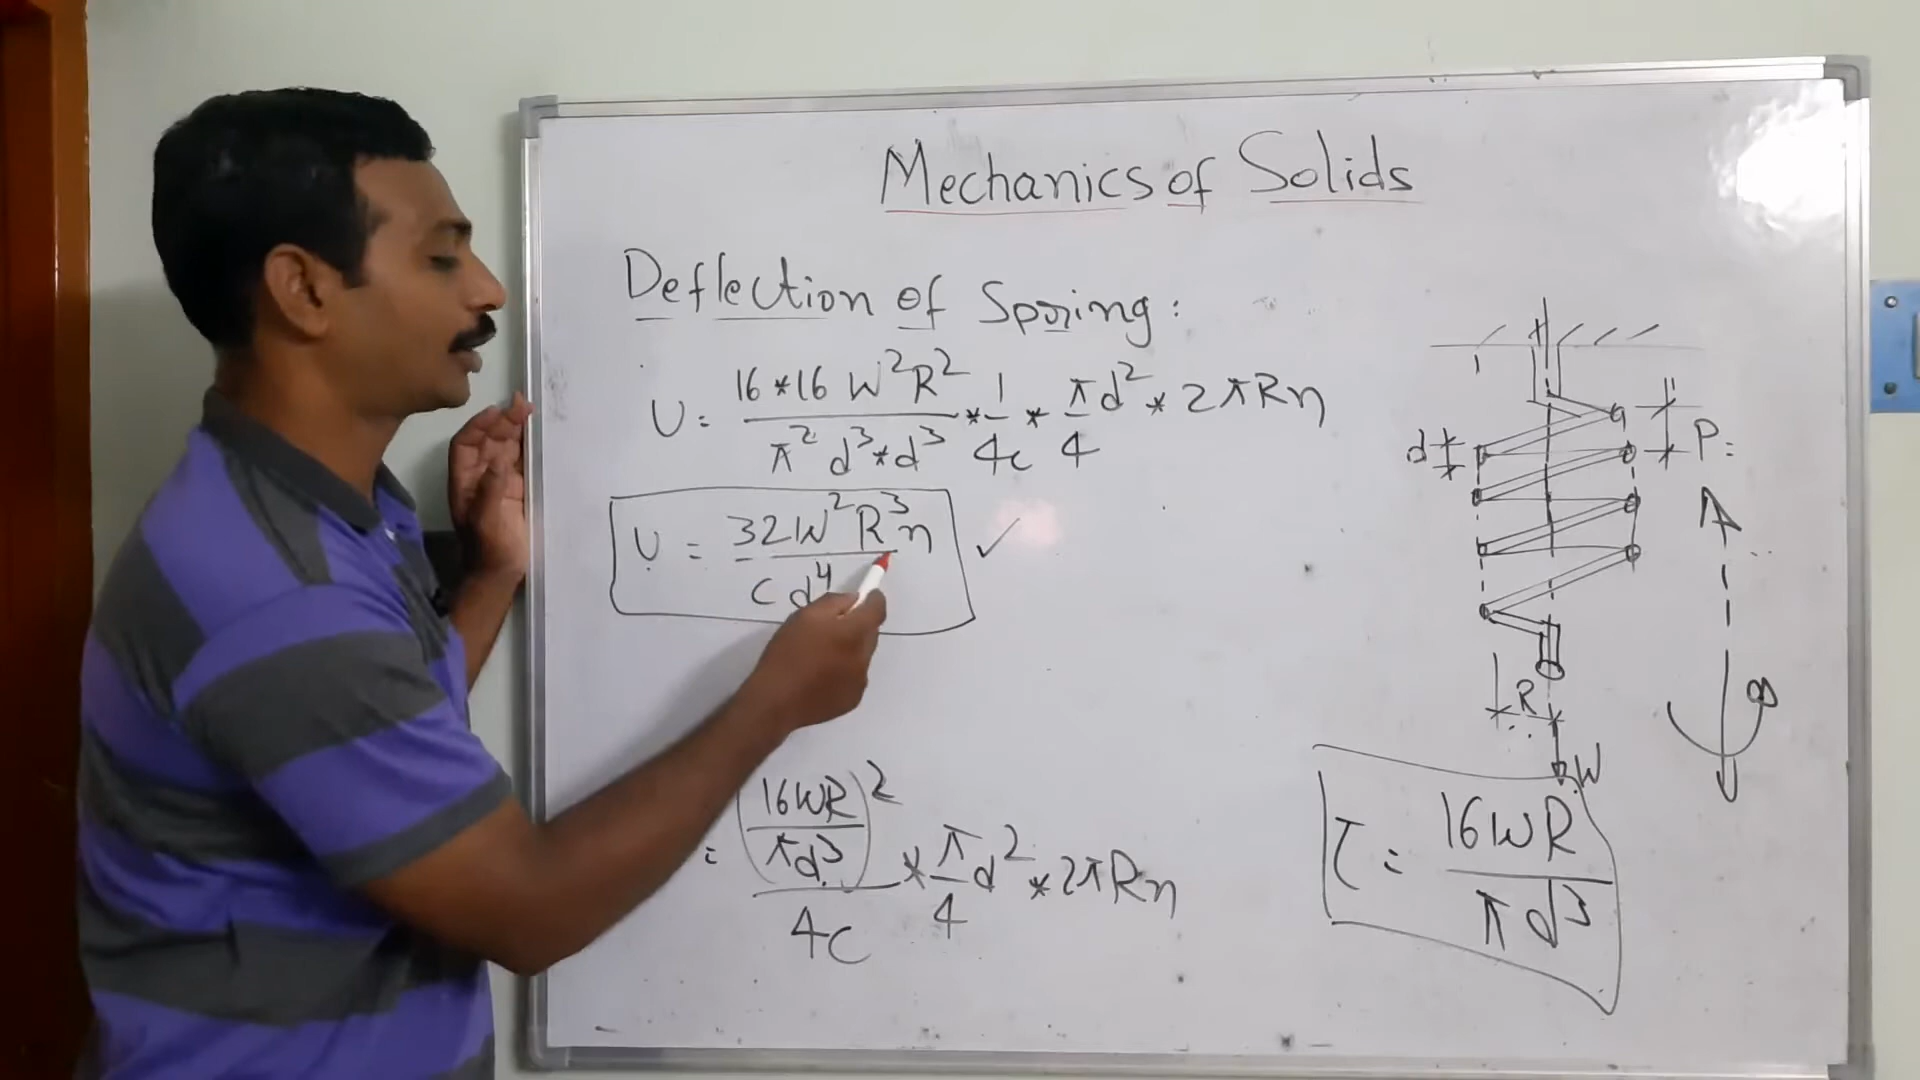 Mechanics of Solids
Deflection of Spring:
U = 16*16 W²R² / π² d³*d³ * 1/4C * π/4 d² * 2πRn
U = 32W²R³n / Cd⁴ ✓
= (16WR / πd³)² / 4C * π/4 d² * 2πRn
d
P=
R
W
τ = 16WR / πd³